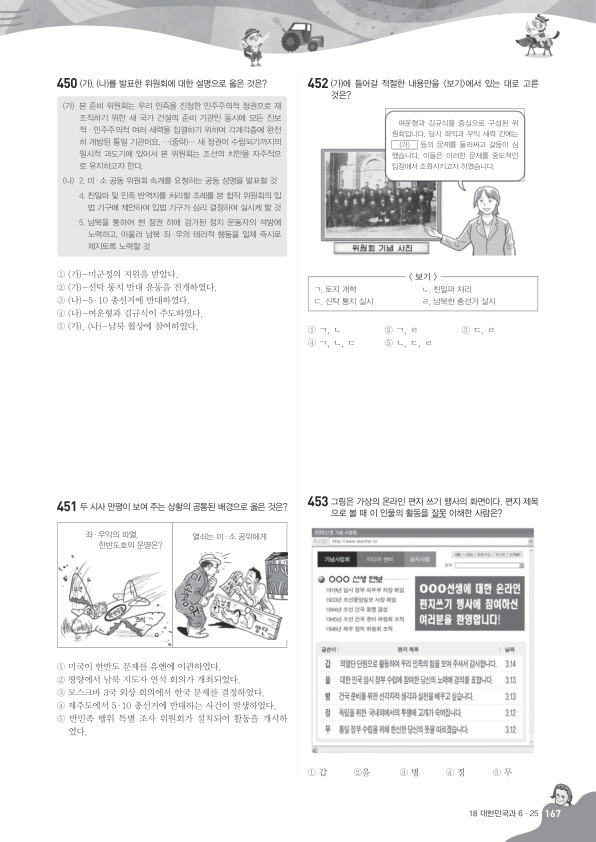 450 (가), (나)를 발표한 위원회에 대한 설명으로 옳은 것은?
(가) 본 준비 위원회는 우리 민족을 진정한 민주주의적 정권으로 재
조직하기 위한 새 국가 건설의 준비 기관인 동시에 모든 진보
적·민주주의적 여러 세력을 집결하기 위하여 각계각층에 완전
히 개방된 통일 기관이요, …(중략)… 새 정권이 수립되기까지의
일시적 과도기에 있어서 본 위원회는 조선의 치안을 자주적으
로 유지하고자 한다.
(나) 2. 미·소 공동 위원회 속개를 요청하는 공동 성명을 발표할 것
4. 친일파 및 민족 반역자를 처리할 조례를 본 합작 위원회의 입
법 기구에 제안하여 입법 기구가 심리 결정하여 실시케 할 것
5. 남북을 통하여 현 정권 하에 검거된 정치 운동자의 석방에
노력하고, 아울러 남북 좌·우의 테러적 행동을 일체 즉시로
제지토록 노력할 것
① (가)-미군정의 지원을 받았다.
② (가)-신탁 통치 반대 운동을 전개하였다.
③ (나)-5·10 총선거에 반대하였다.
④ (나)-여운형과 김규식이 주도하였다.
⑤ (가), (나)-남북 협상에 참여하였다.
451 두 시사 만평이 보여 주는 상황의 공통된 배경으로 옳은 것은?
좌·우익의 파열,
한반도호의 운명은?
열쇠는 미·소 공위에게
① 미국이 한반도 문제를 유엔에 이관하였다.
② 평양에서 남북 지도자 연석 회의가 개최되었다.
③ 모스크바 3국 외상 회의에서 한국 문제를 결정하였다.
④ 제주도에서 5·10 총선거에 반대하는 사건이 발생하였다.
⑤ 반민족 행위 특별 조사 위원회가 설치되어 활동을 개시하
였다.
452 (가)에 들어갈 적절한 내용만을 <보기>에서 있는 대로 고른
것은?
여운형과 김규식을 중심으로 구성된 위
원회입니다. 당시 좌익과 우익 세력 간에는
(가) 등의 문제를 둘러싸고 갈등이 심
했습니다. 이들은 이러한 문제를 중도적인
입장에서 조화시키고자 하였습니다.
위원회 기념 사진
< 보기 >
ㄱ. 토지 개혁 ㄴ. 친일파 처리
ㄷ. 신탁 통치 실시 ㄹ. 남북한 총선거 실시
① ㄱ, ㄴ ② ㄱ, ㄹ ③ ㄷ, ㄹ
④ ㄱ, ㄴ, ㄷ ⑤ ㄴ, ㄷ, ㄹ
453 그림은 가상의 온라인 편지 쓰기 행사의 화면이다. 편지 제목
으로 볼 때 이 인물의 활동을 잘못 이해한 사람은?
기념사업회 미디어 센터 공지사항
OOO 선생 연보
1919년 임시 정부 외무부 차장 취임
1933년 조선중앙일보 사장 취임
1944년 조선 건국 동맹 결성
1945년 조선 건국 준비 위원회 조직
1946년 좌우 합작 위원회 조직
OOO선생에 대한 온라인
편지쓰기 행사에 참여하신
여러분을 환영합니다!
글쓴이 편지 제목 날짜
갑 의열단 단원으로 활동하여 우리 민족의 힘을 보여 주셔서 감사합니다. 3.14
을 대한민국 임시 정부 수립에 참여한 당신의 노력에 경의를 표합니다. 3.13
병 건국 준비를 위한 선각자적 생각과 실천을 배우고 싶습니다. 3.13
정 독립을 위한 국내외에서의 투쟁에 고개가 숙여집니다. 3.12
무 통일 정부 수립을 위해 헌신한 당신의 뜻을 따르겠습니다. 3.12
① 갑 ②을 ③ 병 ④ 정 ⑤ 무
18 대한민국과 6·25 167